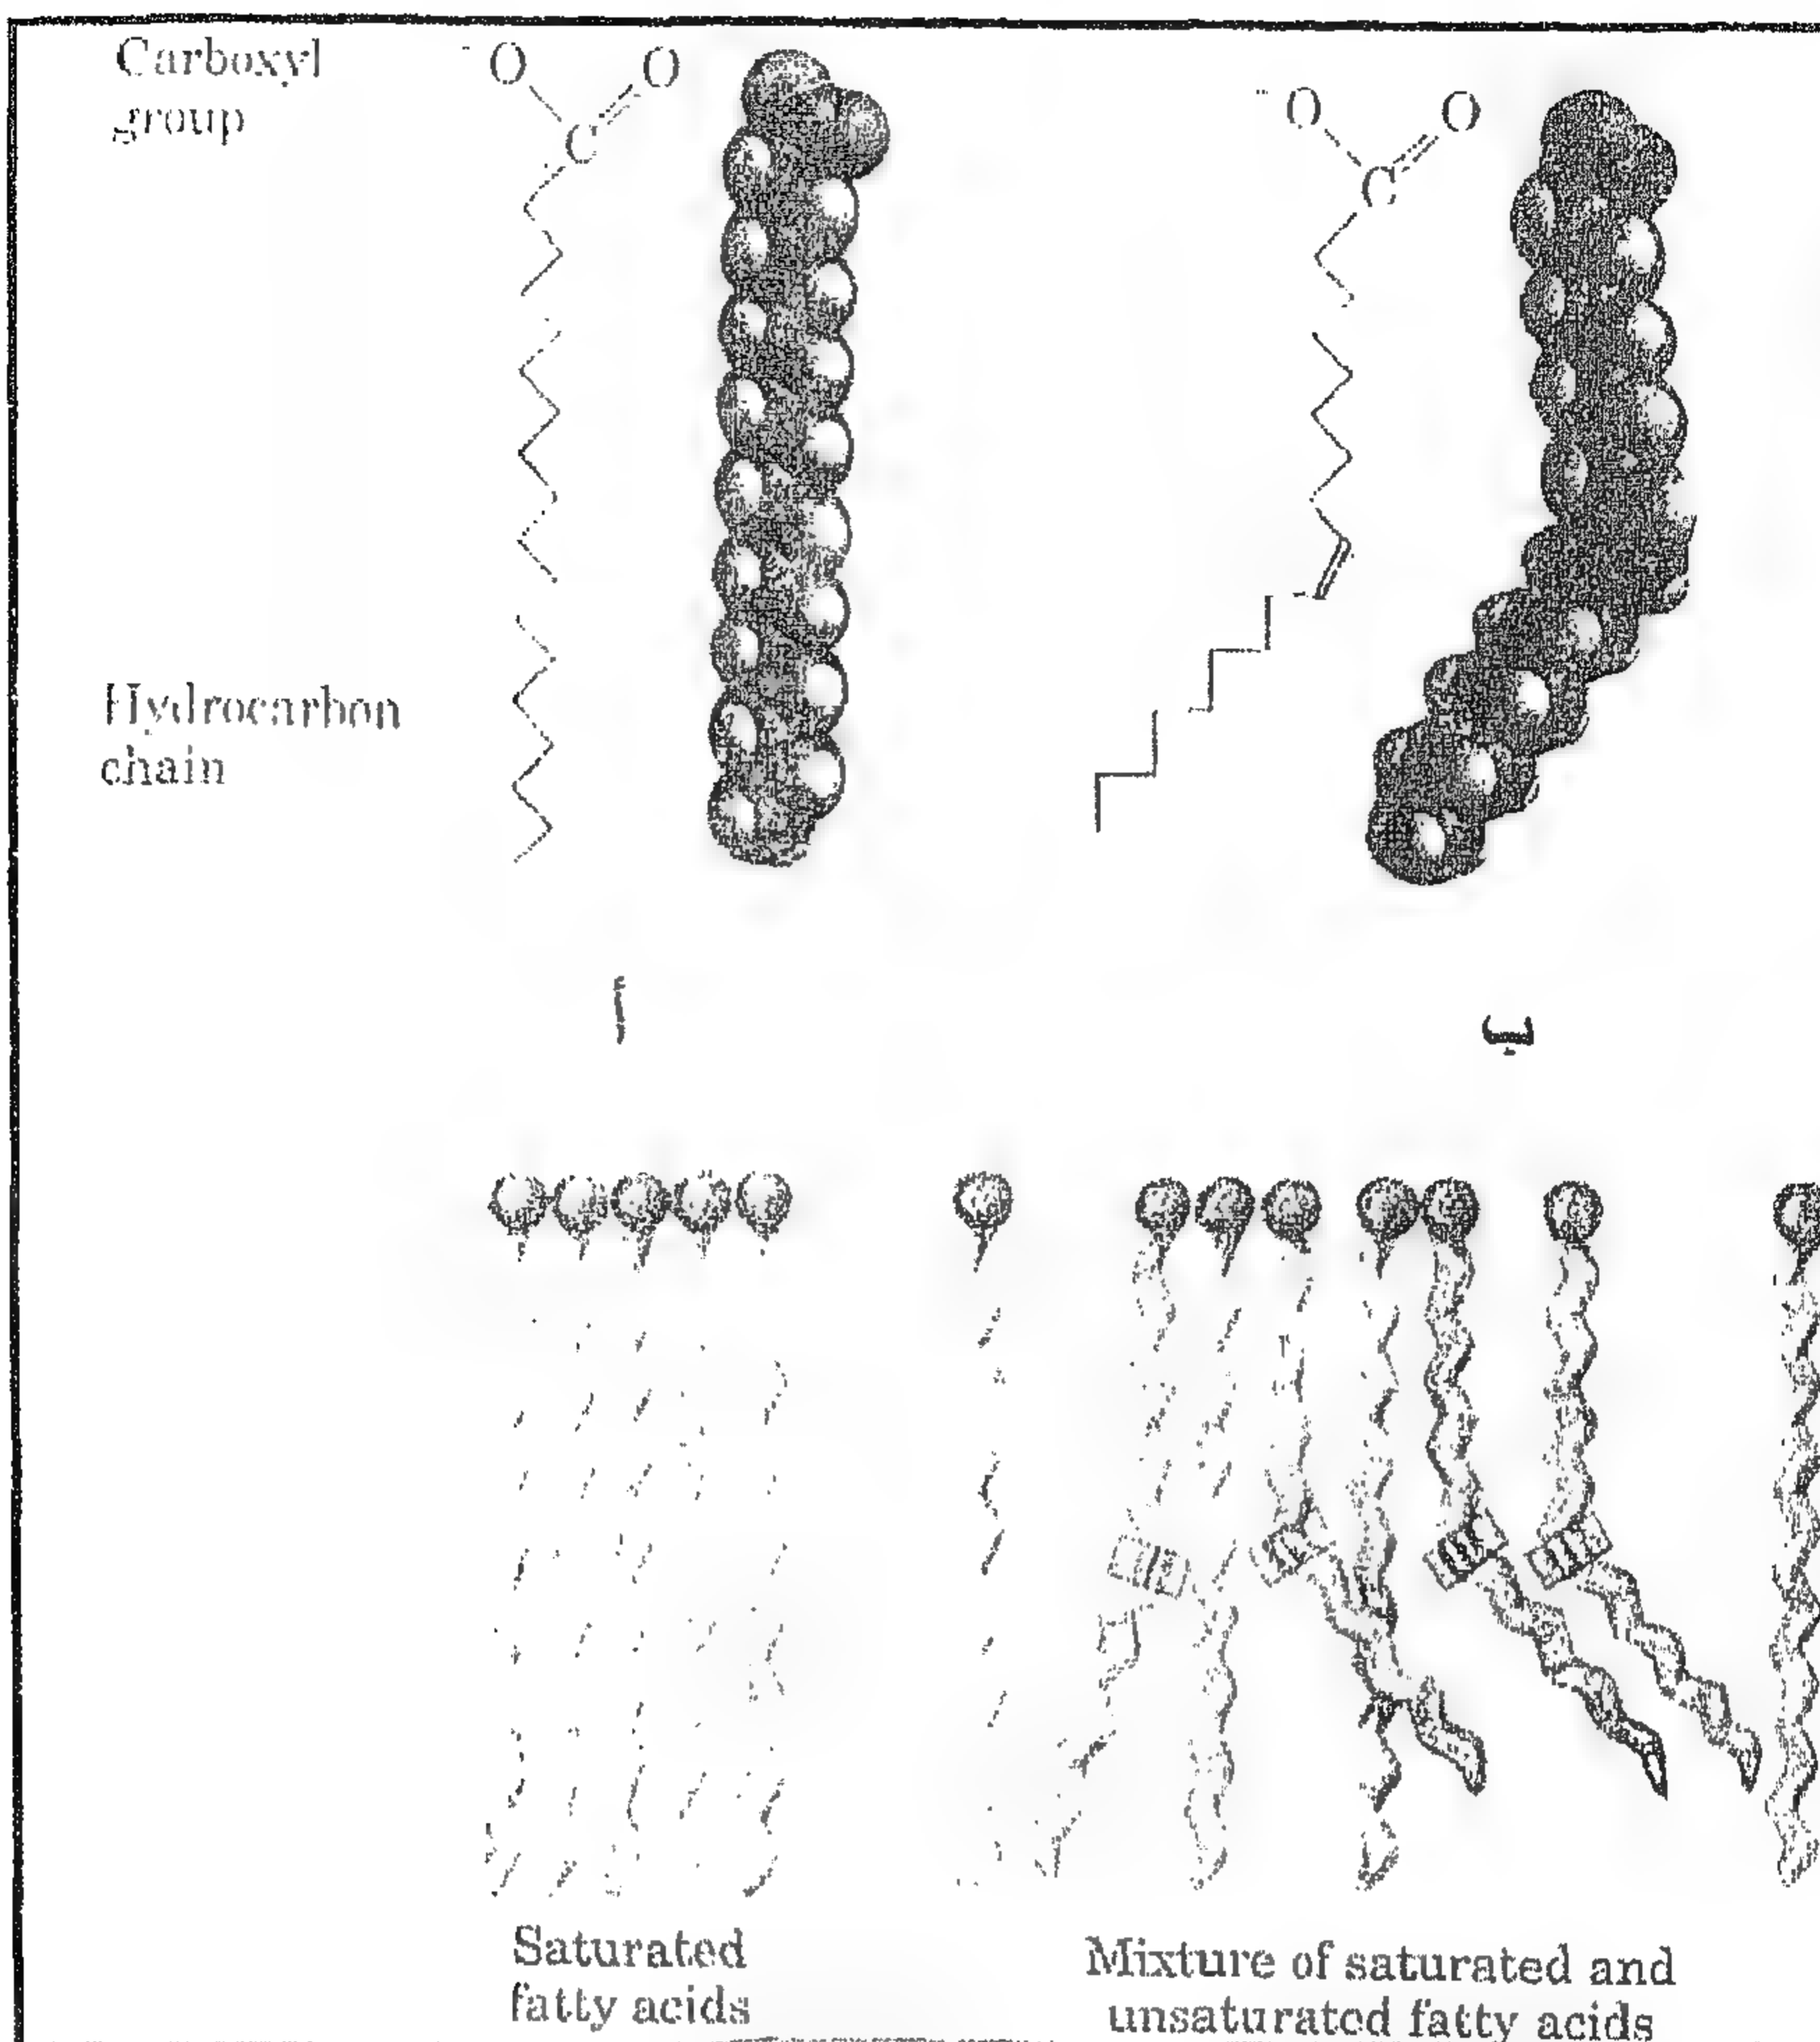 Carboxyl
group
⁻O
O
C
⁻O
O
C
Hydrocarbon
chain
ا
ب
Saturated
fatty acids
Mixture of saturated and
unsaturated fatty acids